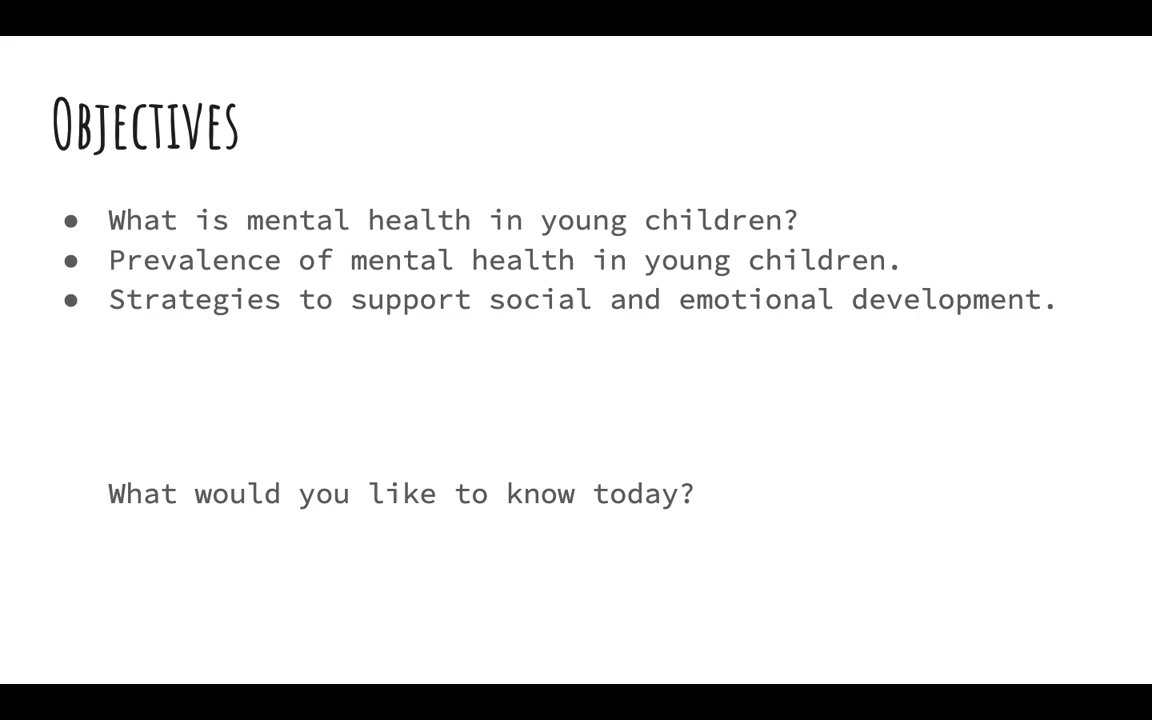 Objectives
● What is mental health in young children?
● Prevalence of mental health in young children.
● Strategies to support social and emotional development.
What would you like to know today?